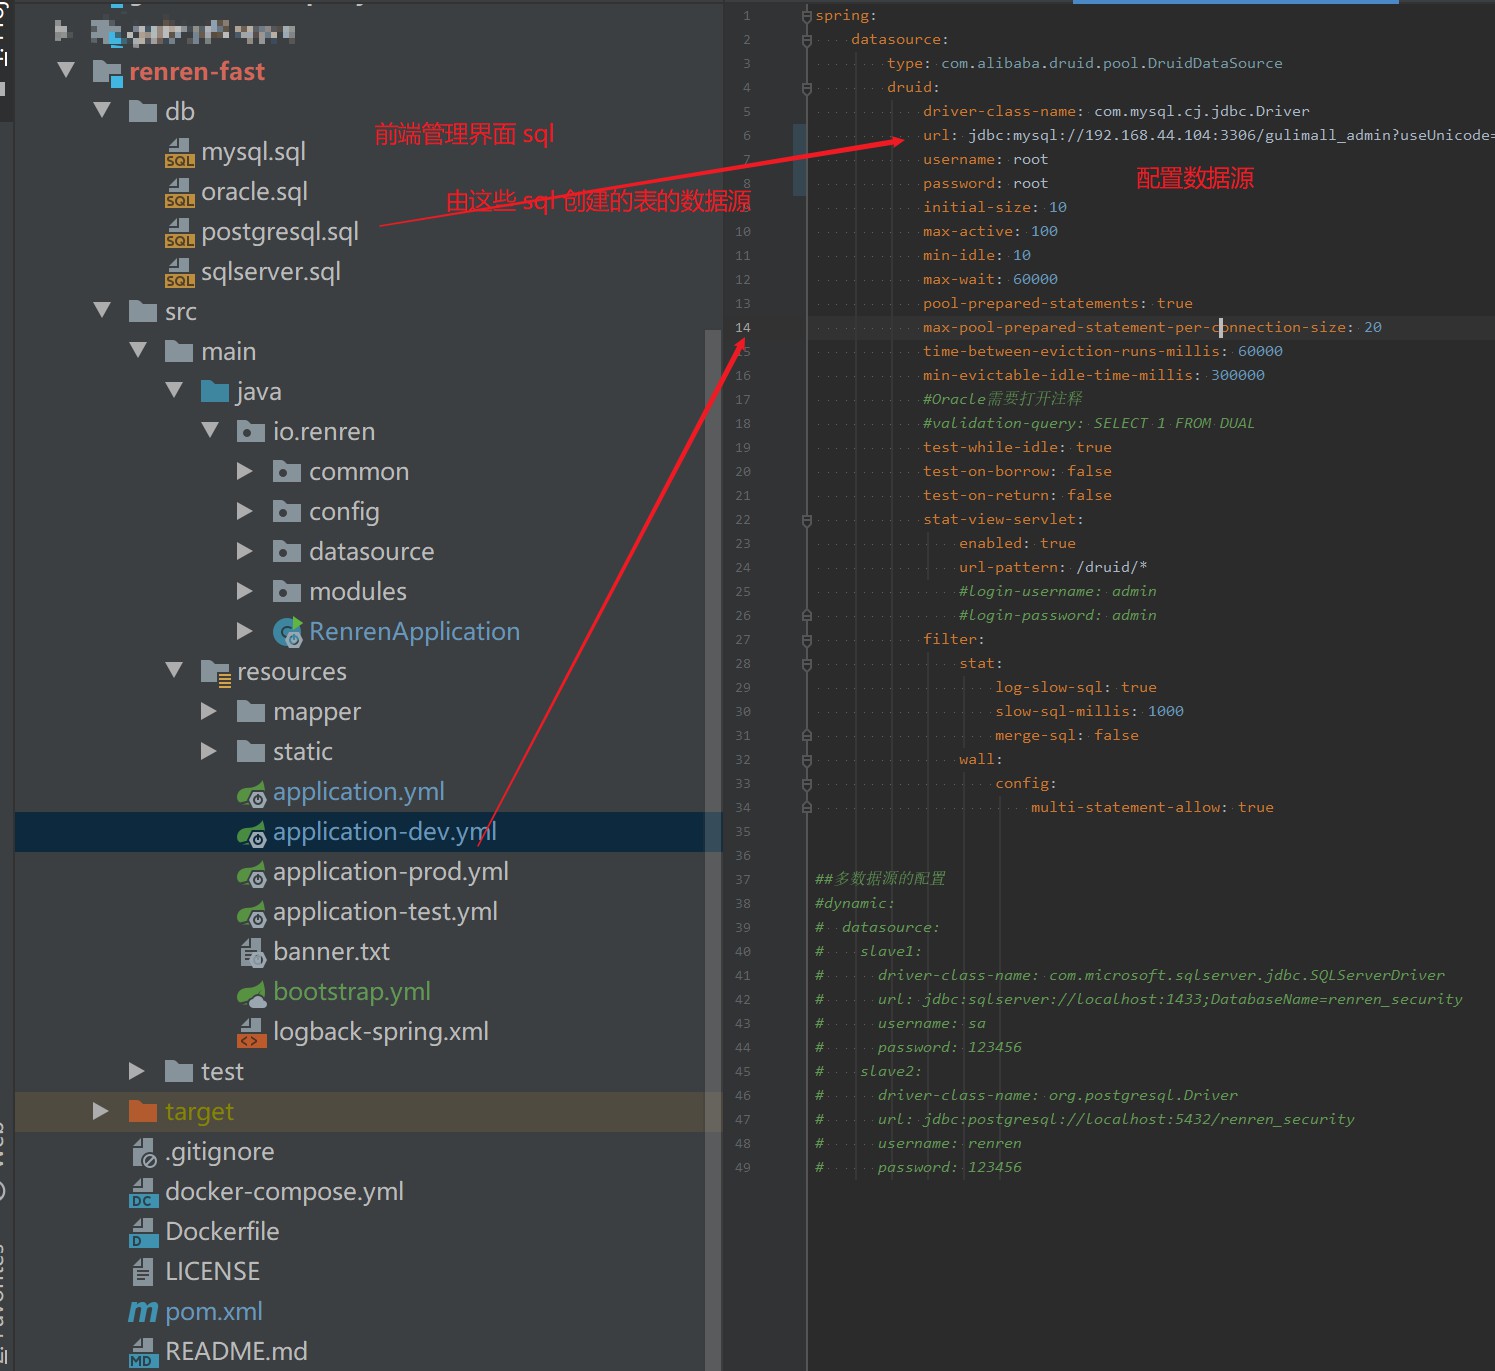 renren-fast
db
前端管理界面 sql
mysql.sql
oracle.sql
由这些 sql 创建的表的数据源
postgresql.sql
sqlserver.sql
src
main
java
io.renren
common
config
datasource
modules
RenrenApplication
resources
mapper
static
application.yml
application-dev.yml
application-prod.yml
application-test.yml
banner.txt
bootstrap.yml
logback-spring.xml
test
target
.gitignore
docker-compose.yml
Dockerfile
LICENSE
pom.xml
README.md
1 spring:
2 datasource:
3 type: com.alibaba.druid.pool.DruidDataSource
4 druid:
5 driver-class-name: com.mysql.cj.jdbc.Driver
6 url: jdbc:mysql://192.168.44.104:3306/gulimall_admin?useUnicode=
7 username: root
配置数据源
8 password: root
initial-size: 10
10 max-active: 100
11 min-idle: 10
12 max-wait: 60000
13 pool-prepared-statements: true
14 max-pool-prepared-statement-per-connection-size: 20
15 time-between-eviction-runs-millis: 60000
16 min-evictable-idle-time-millis: 300000
17 #Oracle需要打开注释
18 #validation-query: SELECT 1 FROM DUAL
19 test-while-idle: true
20 test-on-borrow: false
21 test-on-return: false
22 stat-view-servlet:
23 enabled: true
24 url-pattern: /druid/*
25 #login-username: admin
26 #login-password: admin
27 filter:
28 stat:
29 log-slow-sql: true
30 slow-sql-millis: 1000
31 merge-sql: false
32 wall:
33 config:
34 multi-statement-allow: true
35
36
37 ##多数据源的配置
38 #dynamic:
39 # datasource:
40 # slave1:
41 # driver-class-name: com.microsoft.sqlserver.jdbc.SQLServerDriver
42 # url: jdbc:sqlserver://localhost:1433;DatabaseName=renren_security
43 # username: sa
44 # password: 123456
45 # slave2:
46 # driver-class-name: org.postgresql.Driver
47 # url: jdbc:postgresql://localhost:5432/renren_security
48 # username: renren
49 # password: 123456